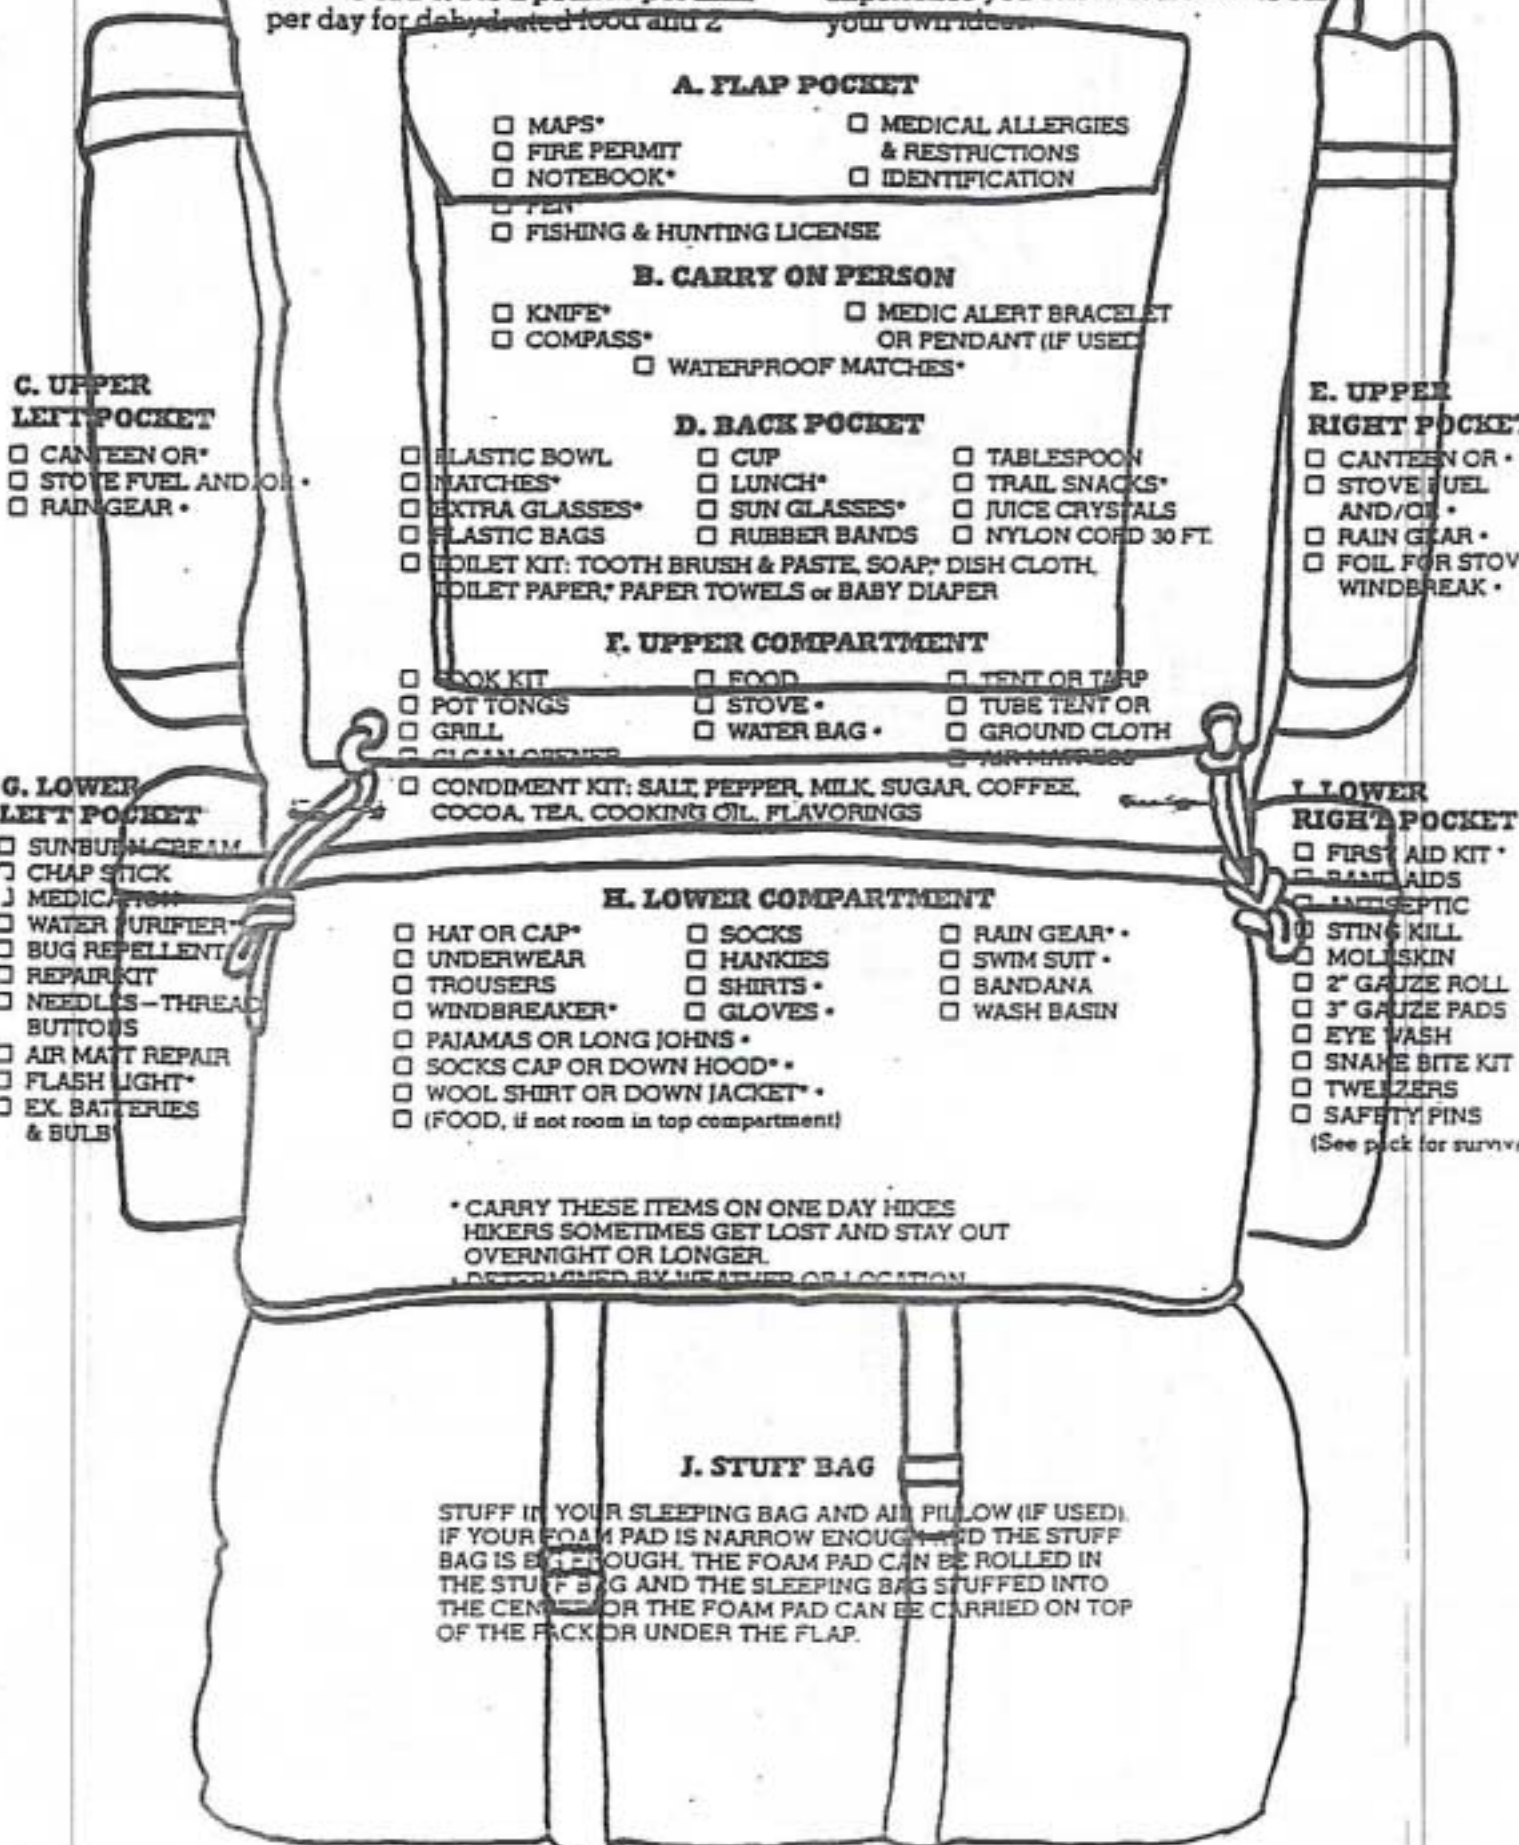 per day for dehydrated food and 2
your own ideas.
A. FLAP POCKET
☐ MAPS* ☐ MEDICAL ALLERGIES
☐ FIRE PERMIT & RESTRICTIONS
☐ NOTEBOOK* ☐ IDENTIFICATION
☐ PEN*
☐ FISHING & HUNTING LICENSE
B. CARRY ON PERSON
☐ KNIFE* ☐ MEDIC ALERT BRACELET
☐ COMPASS* OR PENDANT (IF USED
☐ WATERPROOF MATCHES*
C. UPPER
LEFT POCKET
☐ CANTEEN OR*
☐ STOVE FUEL AND/OR •
☐ RAIN GEAR •
D. BACK POCKET
☐ PLASTIC BOWL ☐ CUP ☐ TABLESPOON
☐ MATCHES* ☐ LUNCH* ☐ TRAIL SNACKS*
☐ EXTRA GLASSES* ☐ SUN GLASSES* ☐ JUICE CRYSTALS
☐ PLASTIC BAGS ☐ RUBBER BANDS ☐ NYLON CORD 30 FT.
☐ TOILET KIT: TOOTH BRUSH & PASTE, SOAP,* DISH CLOTH,
TOILET PAPER,* PAPER TOWELS or BABY DIAPER
E. UPPER
RIGHT POCKET
☐ CANTEEN OR •
☐ STOVE FUEL
AND/OR •
☐ RAIN GEAR •
☐ FOIL FOR STOV
WINDBREAK •
F. UPPER COMPARTMENT
☐ COOK KIT ☐ FOOD ☐ TENT OR TARP
☐ POT TONGS ☐ STOVE • ☐ TUBE TENT OR
☐ GRILL ☐ WATER BAG • ☐ GROUND CLOTH
☐ GI CAN OPENER ☐ AIR MATTRESS
☐ CONDIMENT KIT: SALT, PEPPER, MILK, SUGAR, COFFEE,
COCOA, TEA, COOKING OIL, FLAVORINGS
G. LOWER
LEFT POCKET
☐ SUNBURN CREAM
☐ CHAP STICK
☐ MEDICATION
☐ WATER PURIFIER*
☐ BUG REPELLENT
☐ REPAIR KIT
☐ NEEDLES–THREAD
BUTTONS
☐ AIR MATT REPAIR
☐ FLASH LIGHT*
☐ EX. BATTERIES
& BULB*
H. LOWER COMPARTMENT
☐ HAT OR CAP* ☐ SOCKS ☐ RAIN GEAR* •
☐ UNDERWEAR ☐ HANKIES ☐ SWIM SUIT •
☐ TROUSERS ☐ SHIRTS • ☐ BANDANA
☐ WINDBREAKER* ☐ GLOVES • ☐ WASH BASIN
☐ PAJAMAS OR LONG JOHNS •
☐ SOCKS CAP OR DOWN HOOD* •
☐ WOOL SHIRT OR DOWN JACKET* •
☐ (FOOD, if not room in top compartment)
I. LOWER
RIGHT POCKET
☐ FIRST AID KIT *
☐ BAND AIDS
☐ ANTISEPTIC
☐ STING KILL
☐ MOLESKIN
☐ 2" GAUZE ROLL
☐ 3" GAUZE PADS
☐ EYE WASH
☐ SNAKE BITE KIT
☐ TWEEZERS
☐ SAFETY PINS
(See pack for surviv
* CARRY THESE ITEMS ON ONE DAY HIKES
HIKERS SOMETIMES GET LOST AND STAY OUT
OVERNIGHT OR LONGER.
• DETERMINED BY WEATHER OR LOCATION
J. STUFF BAG
STUFF IN YOUR SLEEPING BAG AND AIR PILLOW (IF USED).
IF YOUR FOAM PAD IS NARROW ENOUGH AND THE STUFF
BAG IS BIG ENOUGH, THE FOAM PAD CAN BE ROLLED IN
THE STUFF BAG AND THE SLEEPING BAG STUFFED INTO
THE CENTER OR THE FOAM PAD CAN BE CARRIED ON TOP
OF THE PACK OR UNDER THE FLAP.